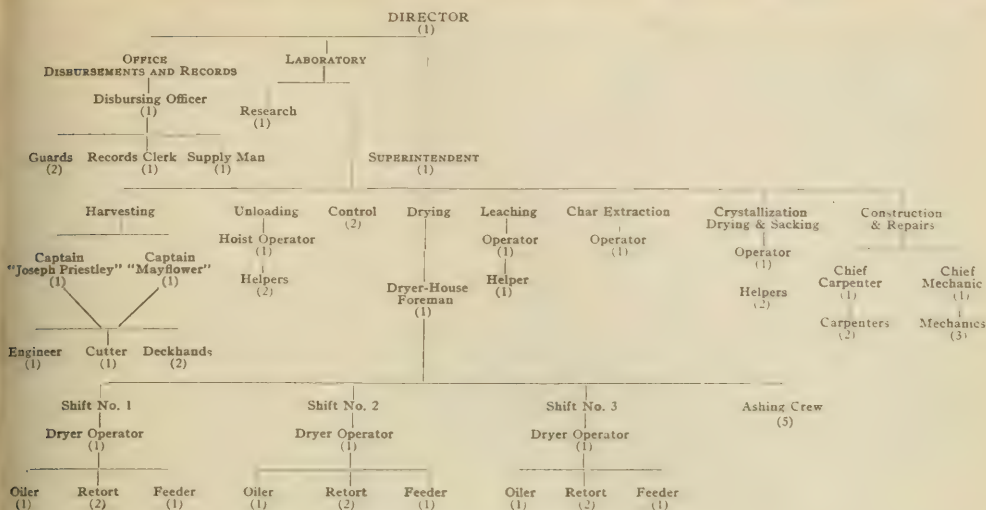 DIRECTOR
(1)
OFFICE
DISBURSEMENTS AND RECORDS
LABORATORY
Disbursing Officer
(1)
Research
(1)
Guards
(2)
Records Clerk
(1)
Supply Man
(1)
SUPERINTENDENT
(1)
Harvesting
Unloading
Control
(2)
Drying
Leaching
Char Extraction
Crystallization
Drying & Sacking
Construction
& Repairs
Captain
"Joseph Priestley"
(1)
Captain
"Mayflower"
(1)
Hoist Operator
(1)
Helpers
(2)
Dryer-House
Foreman
(1)
Operator
(1)
Helper
(1)
Operator
(1)
Operator
(1)
Helpers
(2)
Chief
Carpenter
(1)
Carpenters
(2)
Chief
Mechanic
(1)
Mechanics
(3)
Engineer
(1)
Cutter
(1)
Deckhands
(2)
Shift No. 1
Dryer Operator
(1)
Oiler
(1)
Retort
(2)
Feeder
(1)
Shift No. 2
Dryer Operator
(1)
Oiler
(1)
Retort
(2)
Feeder
(1)
Shift No. 3
Dryer Operator
(1)
Oiler
(1)
Retort
(2)
Feeder
(1)
Ashing Crew
(5)